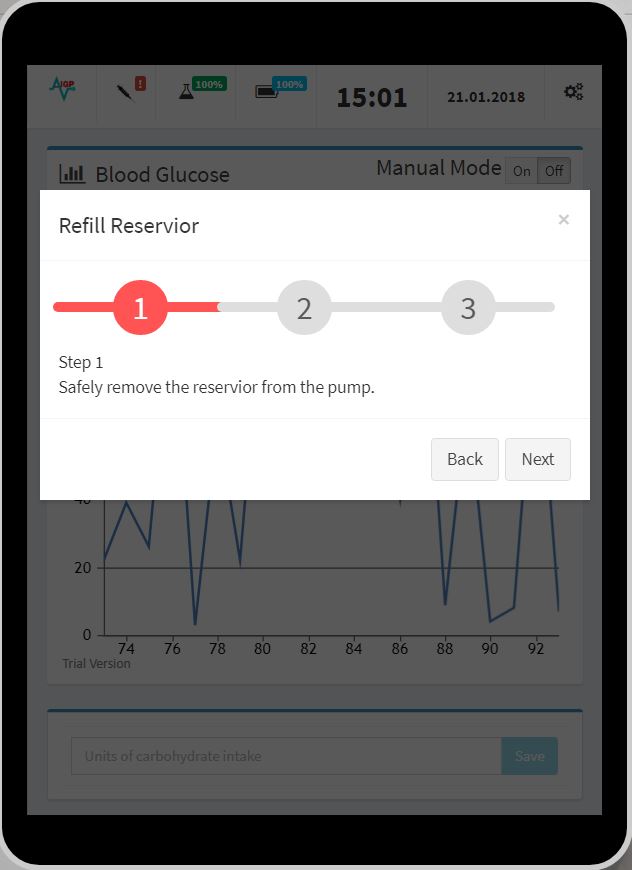 IGP
!
100%
100%
15:01
21.01.2018
Blood Glucose
Manual Mode
On
Off
Refill Reservior
×
1
2
3
Step 1
Safely remove the reservior from the pump.
Back
Next
40
20
0
74 76 78 80 82 84 86 88 90 92
Trial Version
Units of carbohydrate intake
Save